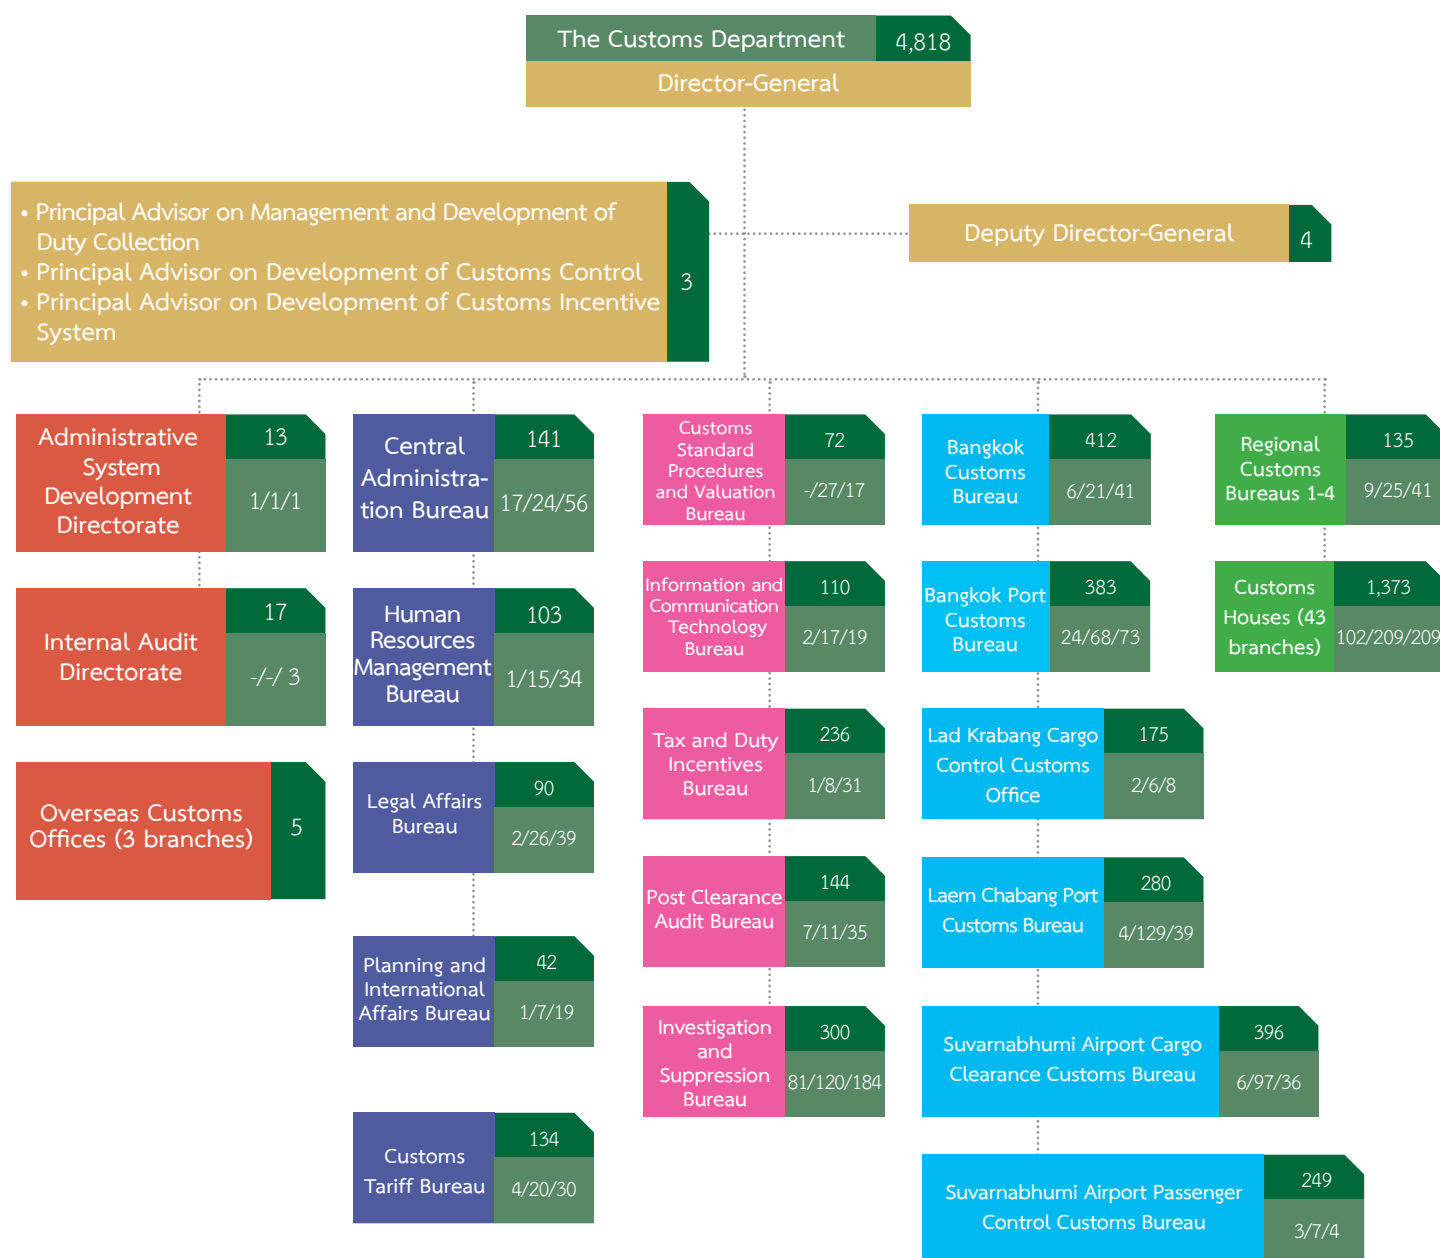 The Customs Department
4,818
Director-General
• Principal Advisor on Management and Development of
Duty Collection
• Principal Advisor on Development of Customs Control
• Principal Advisor on Development of Customs Incentive
System
3
Deputy Director-General
4
Administrative
System
Development
Directorate
13
1/1/1
Internal Audit
Directorate
17
-/-/ 3
Overseas Customs
Offices (3 branches)
5
Central
Administra-
tion Bureau
141
17/24/56
Human
Resources
Management
Bureau
103
1/15/34
Legal Affairs
Bureau
90
2/26/39
Planning and
International
Affairs Bureau
42
1/7/19
Customs
Tariff Bureau
134
4/20/30
Customs
Standard
Procedures
and Valuation
Bureau
72
-/27/17
Information and
Communication
Technology
Bureau
110
2/17/19
Tax and Duty
Incentives
Bureau
236
1/8/31
Post Clearance
Audit Bureau
144
7/11/35
Investigation
and
Suppression
Bureau
300
81/120/184
Bangkok
Customs
Bureau
412
6/21/41
Bangkok Port
Customs
Bureau
383
24/68/73
Lad Krabang Cargo
Control Customs
Office
175
2/6/8
Laem Chabang Port
Customs Bureau
280
4/129/39
Suvarnabhumi Airport Cargo
Clearance Customs Bureau
396
6/97/36
Suvarnabhumi Airport Passenger
Control Customs Bureau
249
3/7/4
Regional
Customs
Bureaus 1-4
135
9/25/41
Customs
Houses (43
branches)
1,373
102/209/209